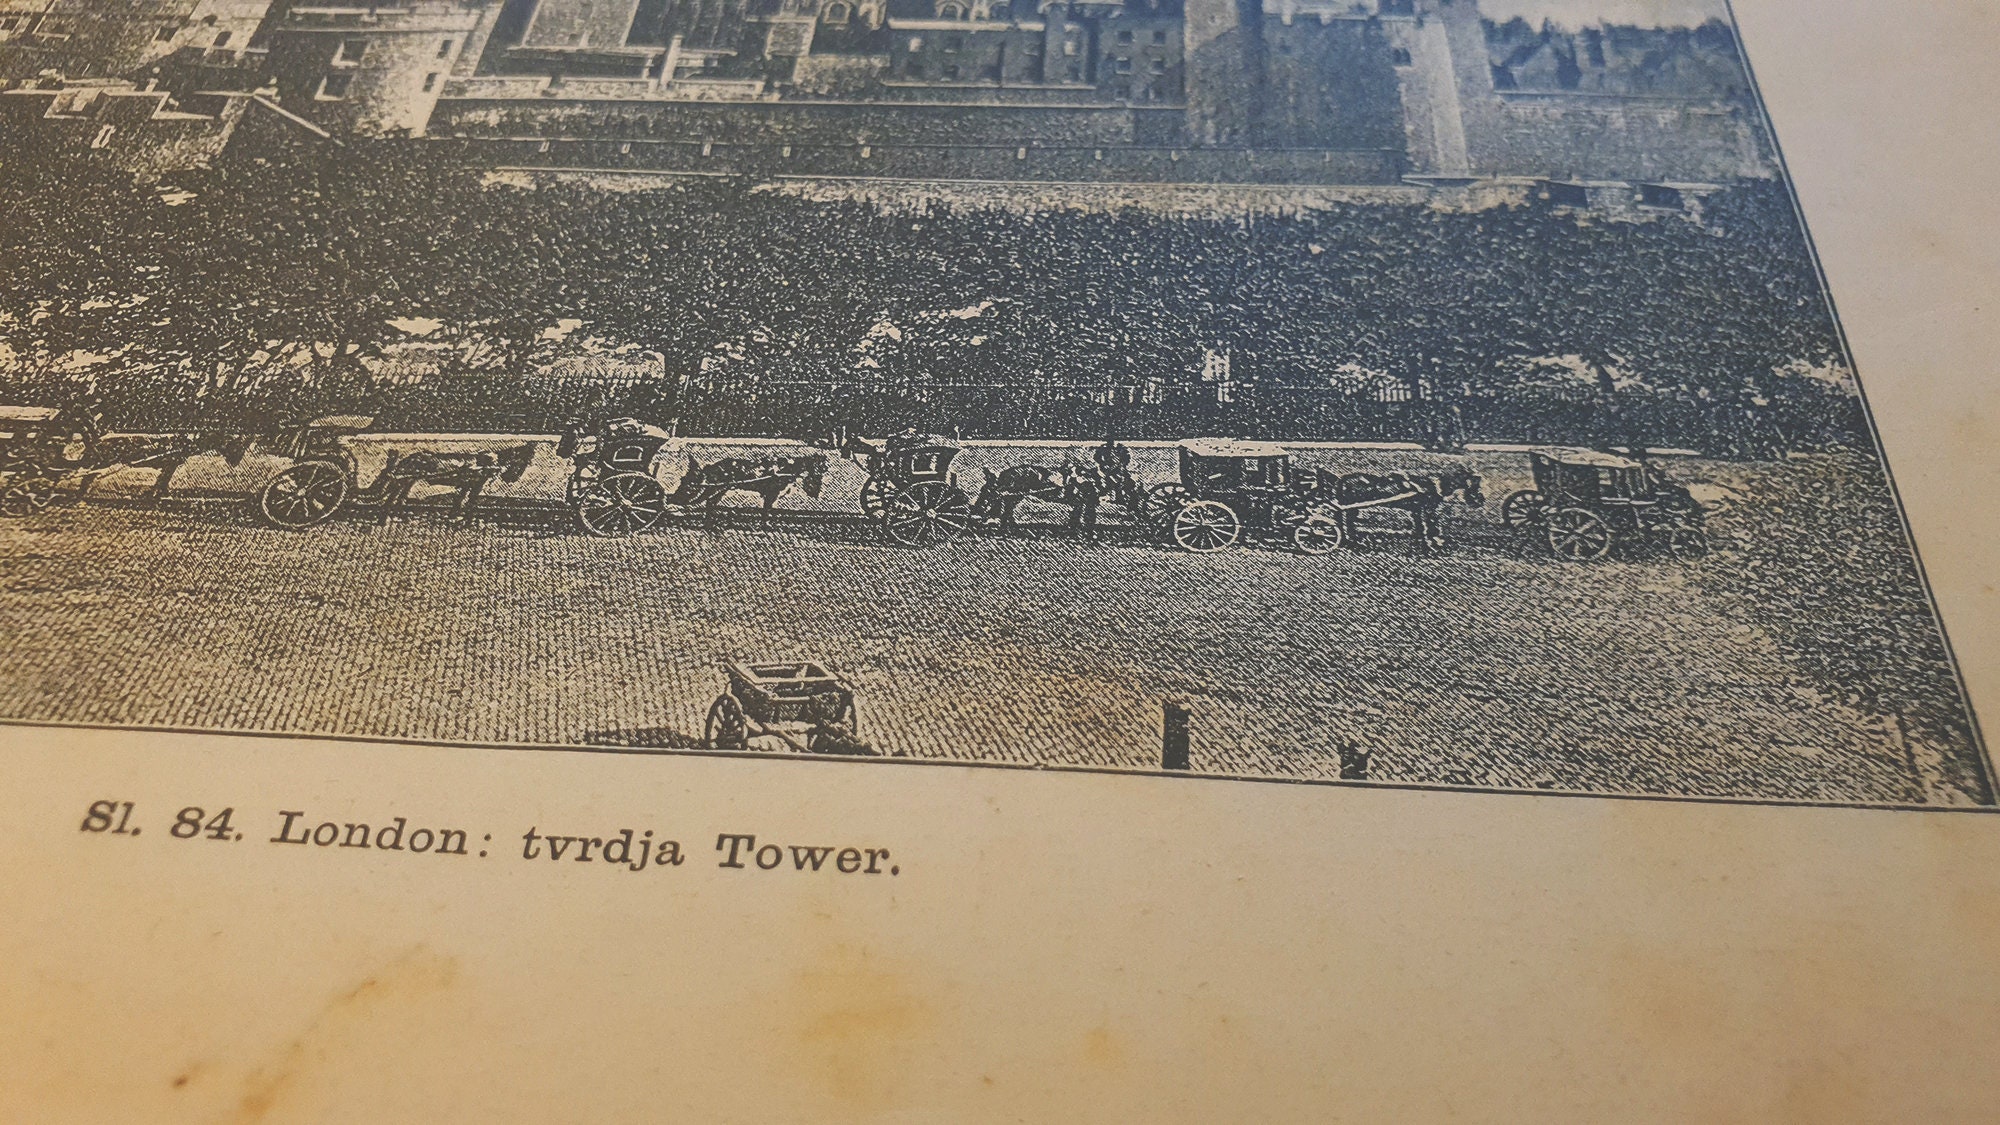 Sl. 84. London: tvrdja Tower.